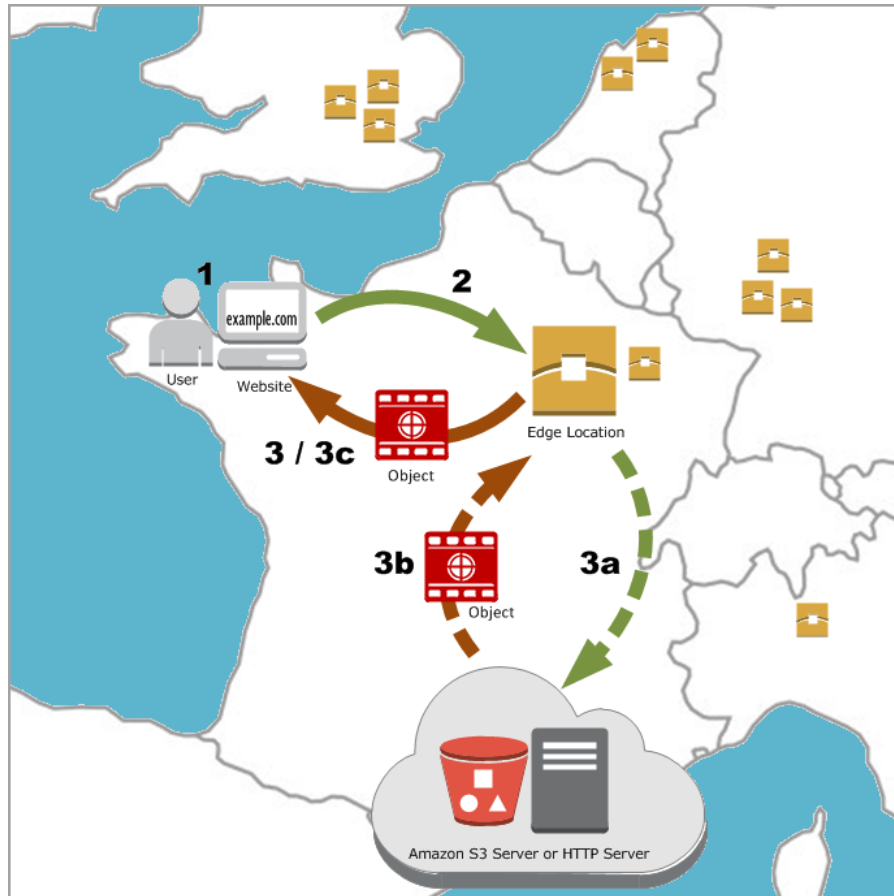 1
example.com
User
Website
2
Edge Location
3 / 3c
Object
3b
Object
3a
Amazon S3 Server or HTTP Server